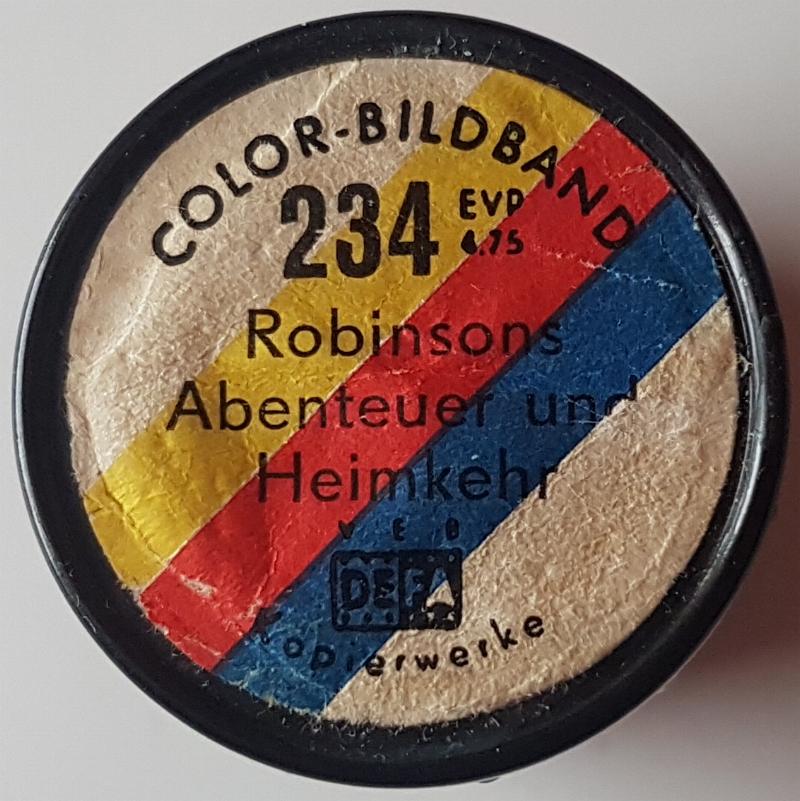 COLOR-BILDBAND
234 EVP
4.75
Robinsons
Abenteuer und
Heimkehr
VEB
DEFA
Kopierwerke